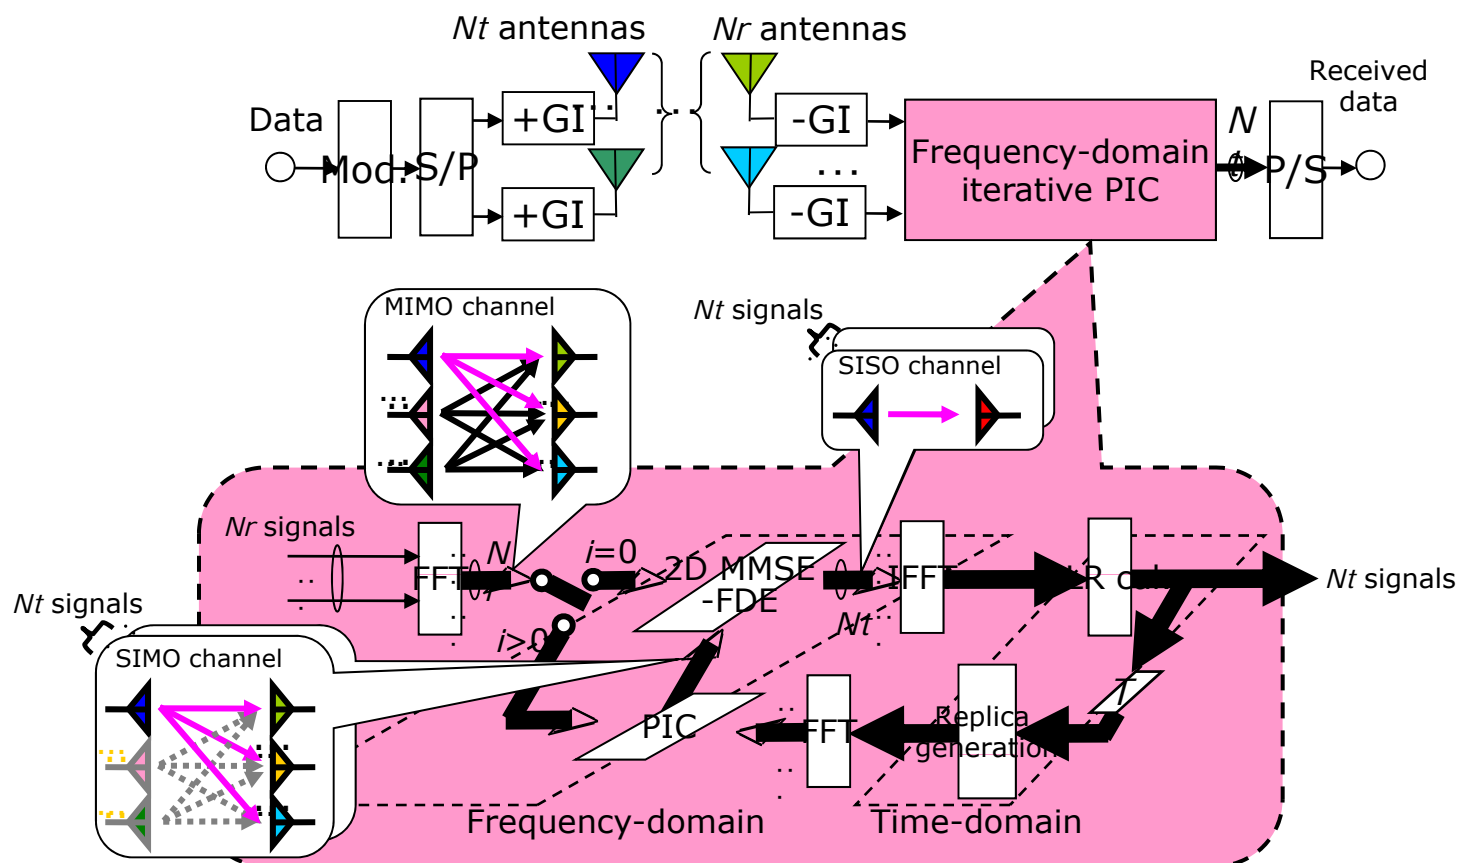 Nt antennas
Nr antennas
Received
data
Data
Mod.
S/P
+GI
+GI
-GI
-GI
Frequency-domain
iterative PIC
N
P/S
MIMO channel
Nt signals
SISO channel
Nr signals
FFT
N
i=0
2D MMSE
-FDE
Nt
IFFT
Nt signals
Nt signals
i>0
SIMO channel
PIC
FFT
Replica
generation
T
Frequency-domain
Time-domain